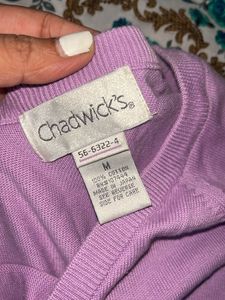 Chadwick's®
56-6322-4
M
100% COTTON
MADE IN JAPAN
SEE REVERSE
SIDE FOR CARE